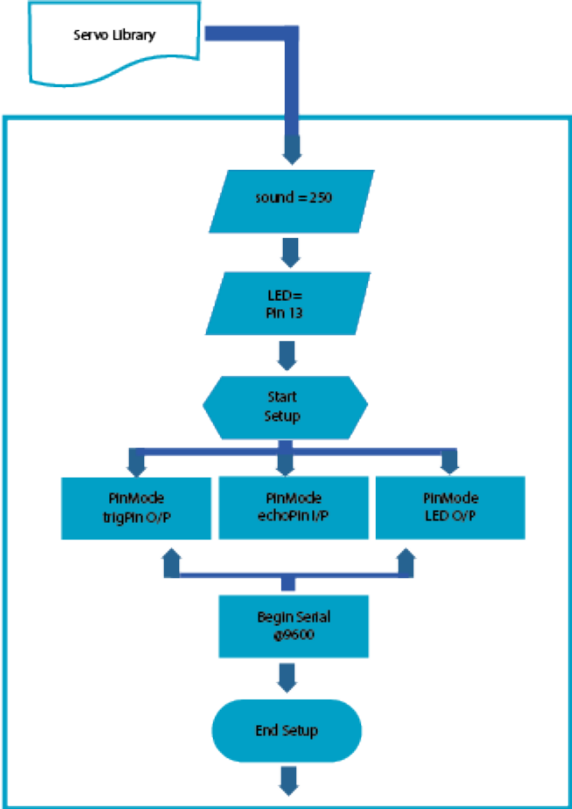 Servo Library
sound = 250
LED=
Pin 13
Start
Setup
PinMode
trigPin O/P
PinMode
echoPin I/P
PinMode
LED O/P
Begin Serial
@9600
End Setup